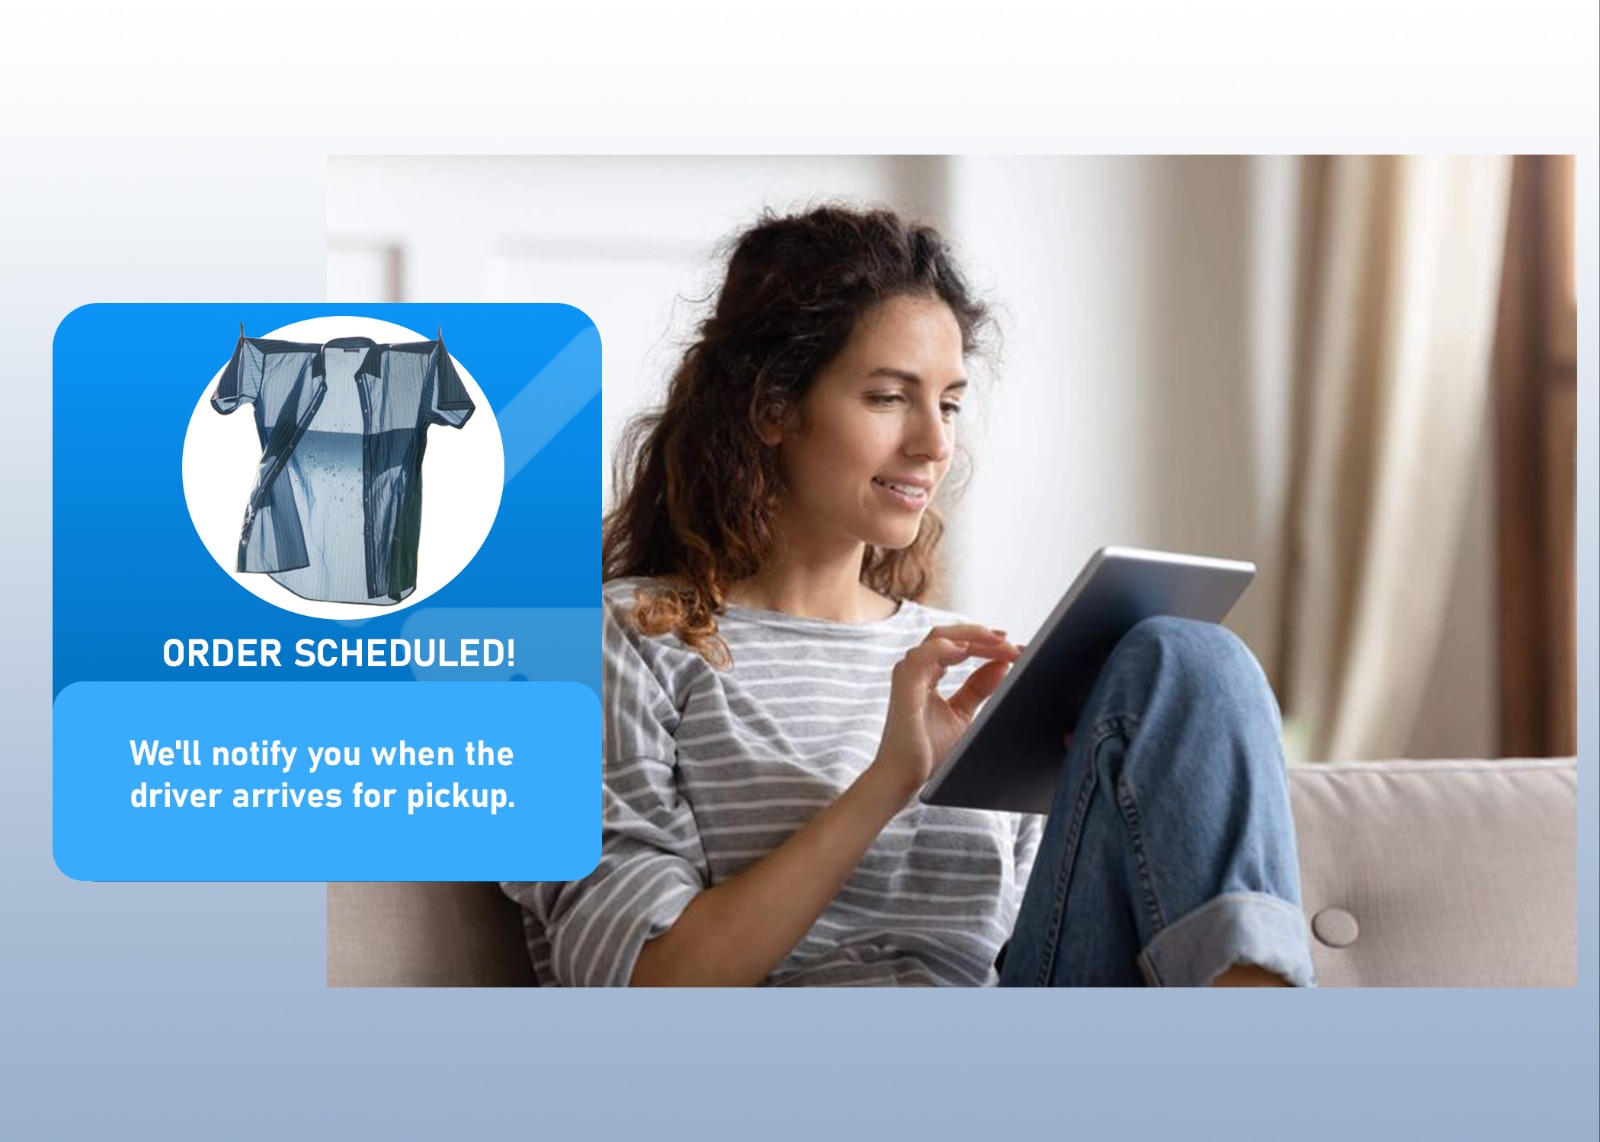 ORDER SCHEDULED!
We'll notify you when the
driver arrives for pickup.